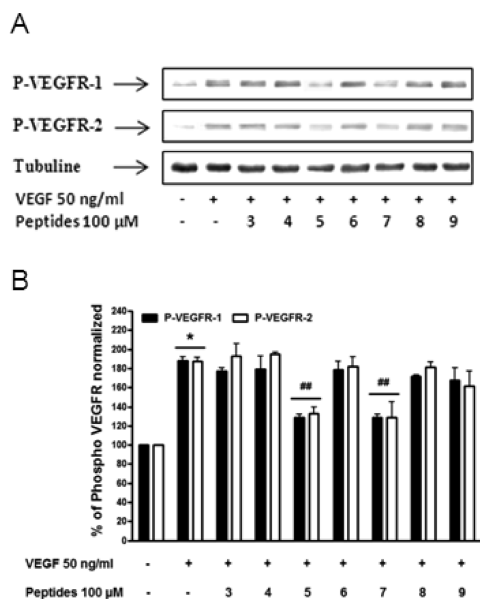 A
P-VEGFR-1
P-VEGFR-2
Tubuline
VEGF 50 ng/ml - + + + + + + + +
Peptides 100 µM - - 3 4 5 6 7 8 9
B
% of Phospho VEGFR normalized
240
220
200
180
160
140
120
100
80
60
40
20
0
P-VEGFR-1 P-VEGFR-2
* ## ##
VEGF 50 ng/ml - + + + + + + + +
Peptides 100 µM - - 3 4 5 6 7 8 9